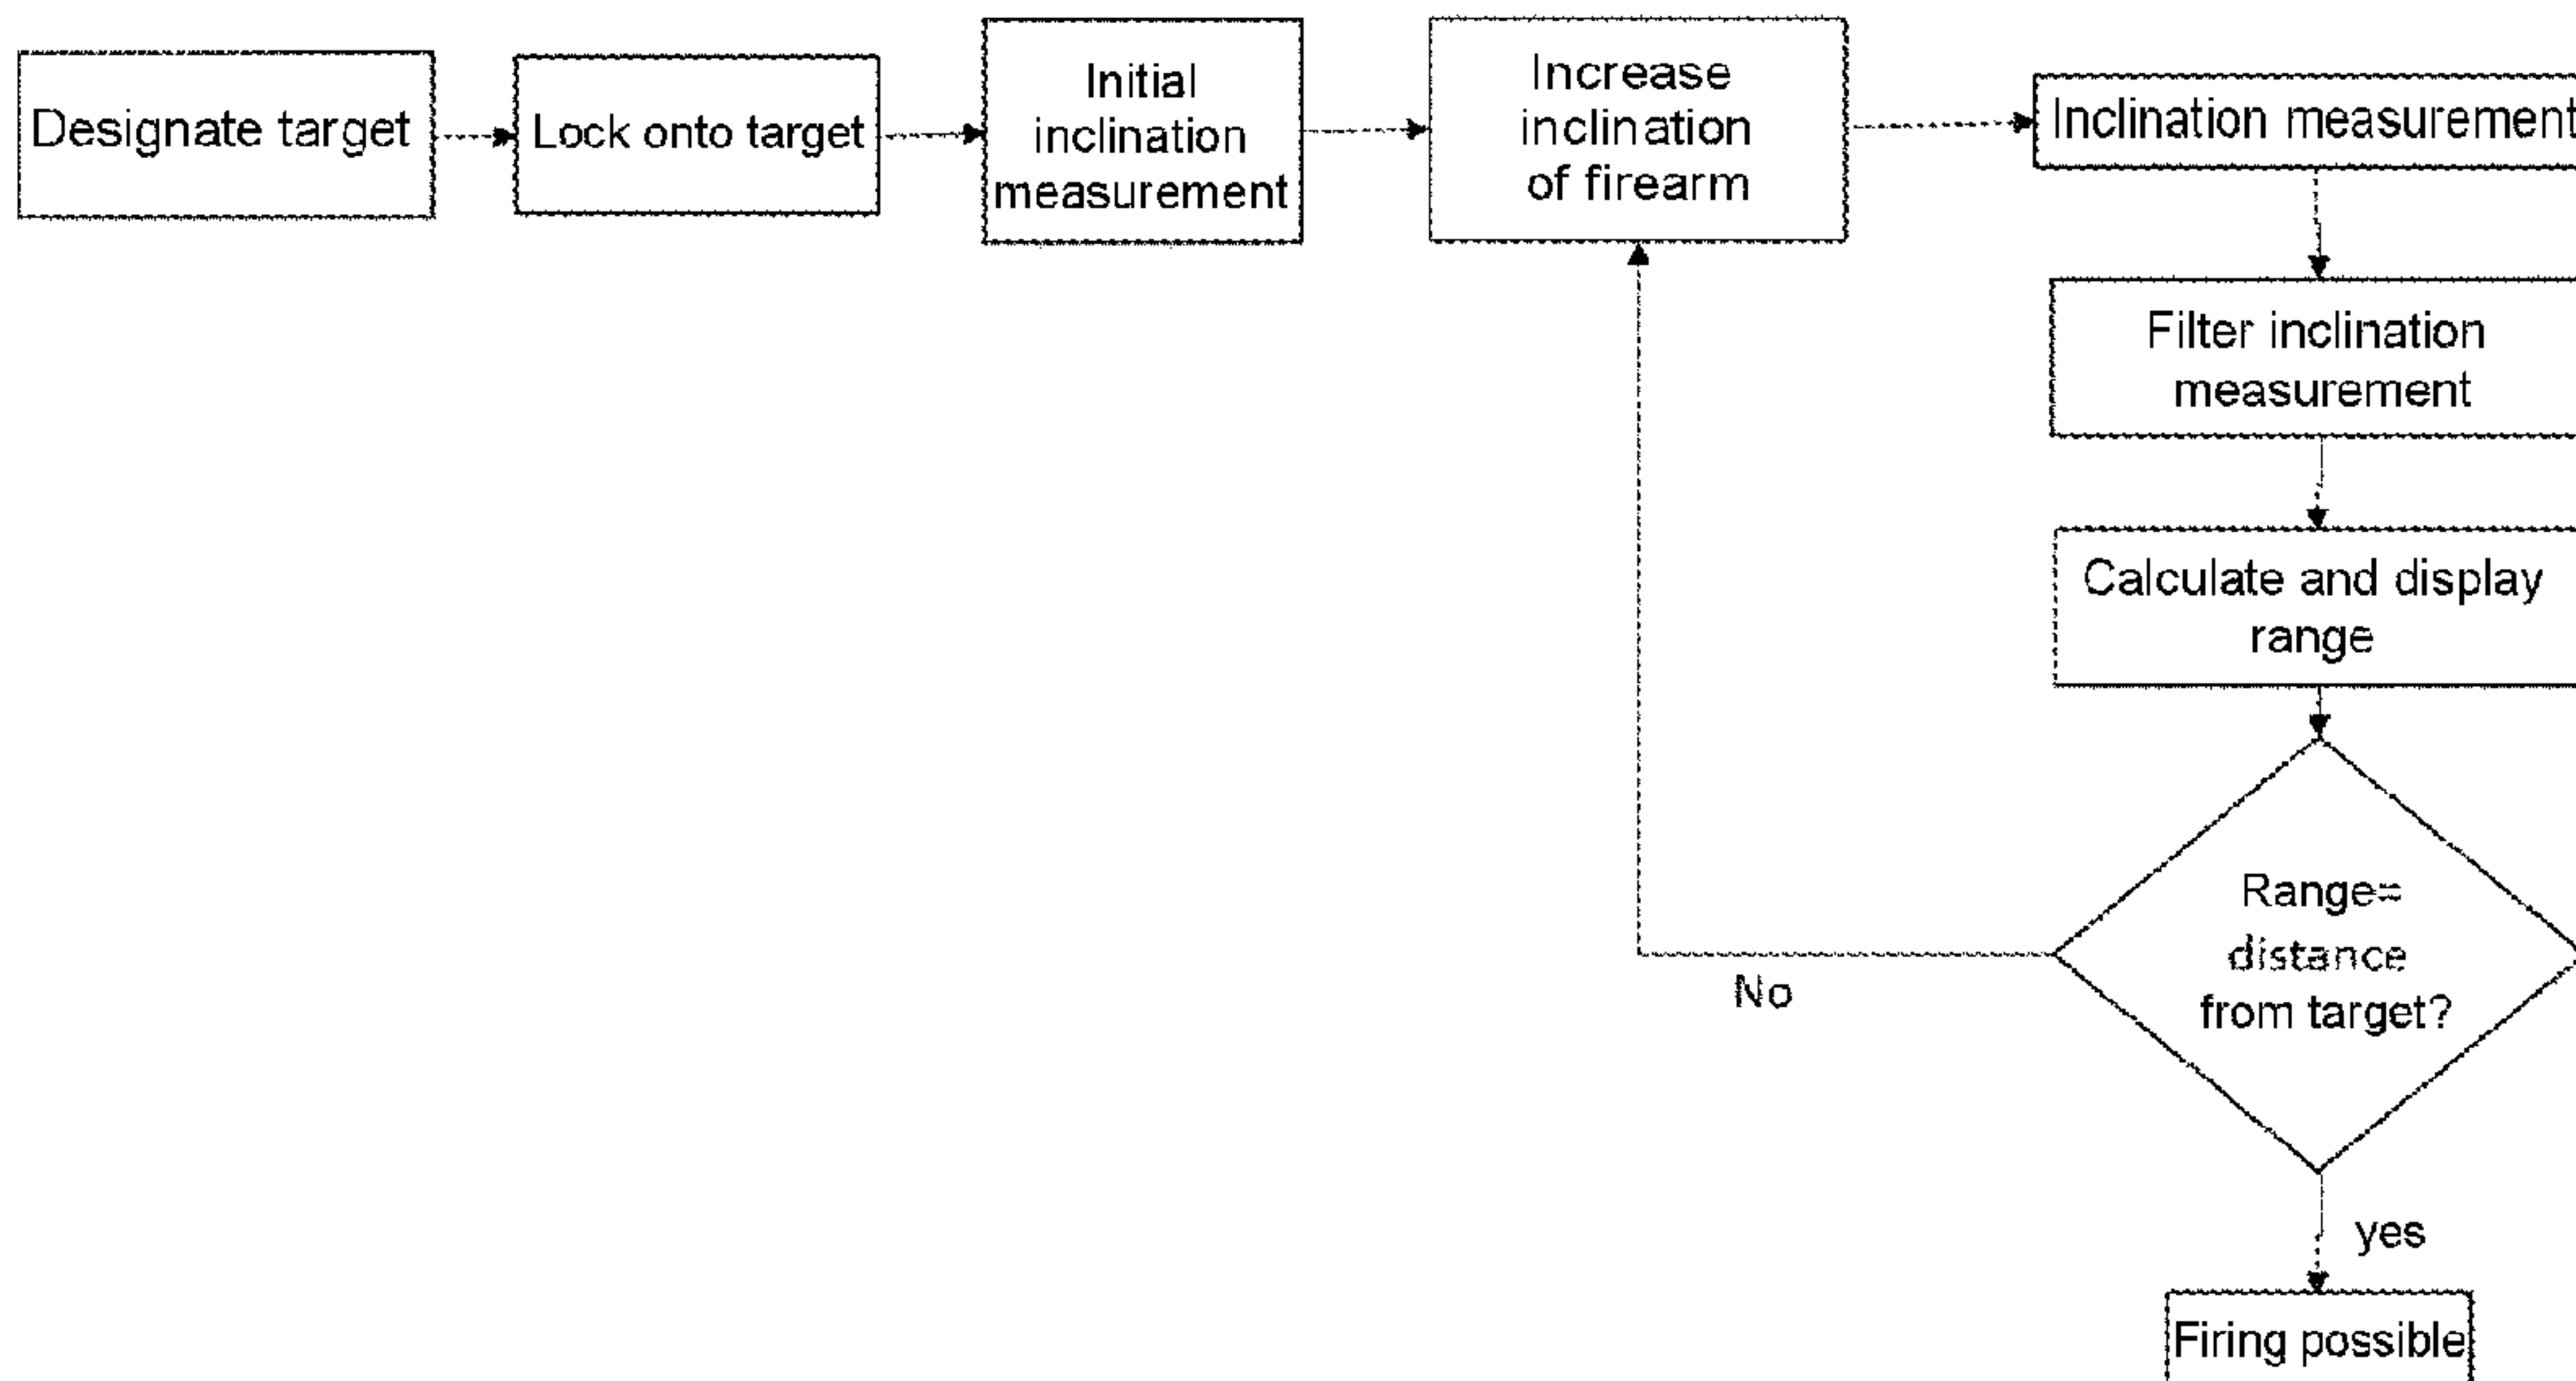 Designate target
Lock onto target
Initial
inclination
measurement
Increase
inclination
of firearm
Inclination measurement
Filter inclination
measurement
Calculate and display
range
Range=
distance
from target?
No
yes
Firing possible